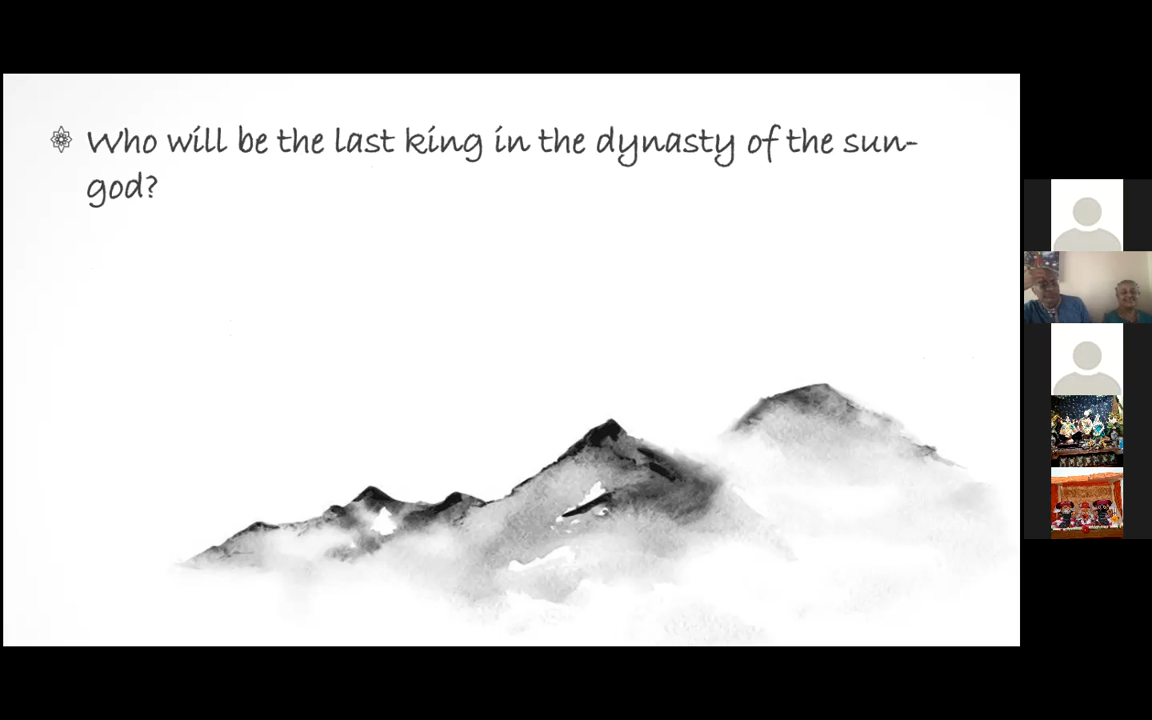 Who will be the last king in the dynasty of the sun-
god?